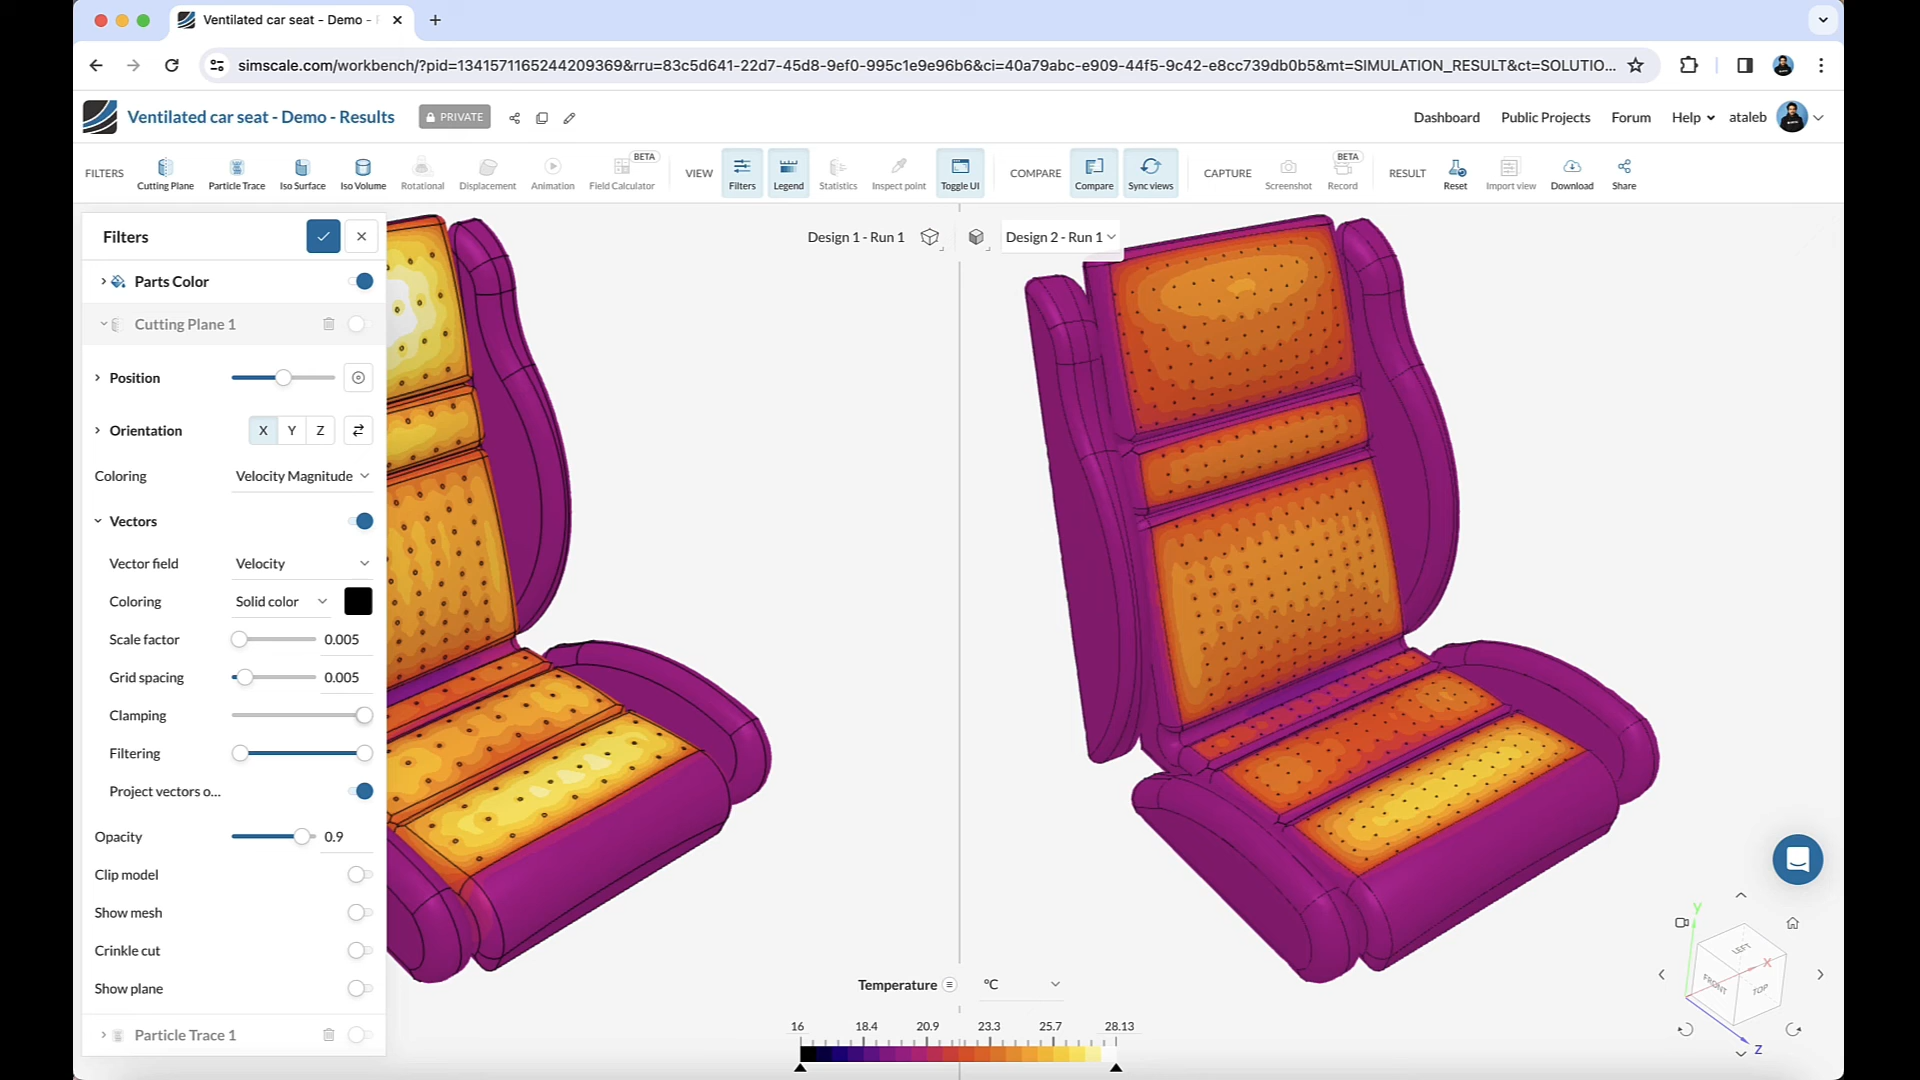 Ventilated car seat - Demo -
simscale.com/workbench/?pid=1341571165244209369&rru=83c5d641-22d7-45d8-9ef0-995c1e9e96b6&ci=40a79abc-e909-44f5-9c42-e8cc739db0b5&mt=SIMULATION_RESULT&ct=SOLUTIO...
Ventilated car seat - Demo - Results
PRIVATE
Dashboard
Public Projects
Forum
Help
ataleb
FILTERS
Cutting Plane
Particle Trace
Iso Surface
Iso Volume
Rotational
Displacement
Animation
BETA
Field Calculator
VIEW
Filters
Legend
Statistics
Inspect point
Toggle UI
COMPARE
Compare
Sync views
CAPTURE
Screenshot
BETA
Record
RESULT
Reset
Import view
Download
Share
Filters
Parts Color
Cutting Plane 1
Position
Orientation
X Y Z
Coloring
Velocity Magnitude
Vectors
Vector field
Velocity
Coloring
Solid color
Scale factor
0.005
Grid spacing
0.005
Clamping
Filtering
Project vectors o...
Opacity
0.9
Clip model
Show mesh
Crinkle cut
Show plane
Particle Trace 1
Design 1 - Run 1
Design 2 - Run 1
Temperature
°C
16 18.4 20.9 23.3 25.7 28.13
Y
LEFT
X
FRONT
TOP
Z